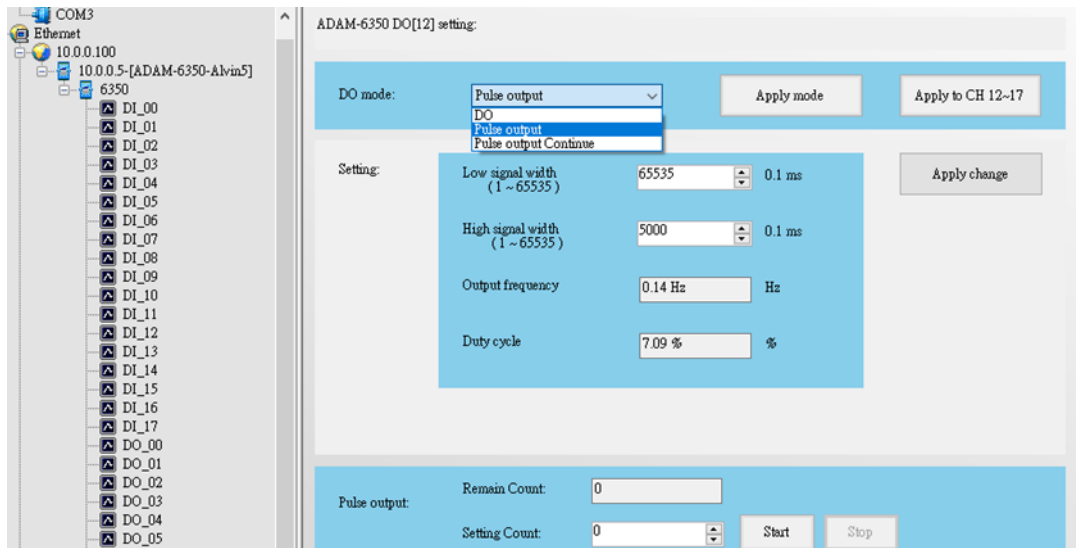 COM3
Ethernet
10.0.0.100
10.0.0.5-[ADAM-6350-Alvin5]
6350
DI_00
DI_01
DI_02
DI_03
DI_04
DI_05
DI_06
DI_07
DI_08
DI_09
DI_10
DI_11
DI_12
DI_13
DI_14
DI_15
DI_16
DI_17
DO_00
DO_01
DO_02
DO_03
DO_04
DO_05
ADAM-6350 DO[12] setting:
DO mode: Pulse output Apply mode Apply to CH 12~17
DO
Pulse output
Pulse output Continue
Setting: Low signal width 65535 0.1 ms Apply change
(1 ~ 65535)
High signal width 5000 0.1 ms
(1 ~ 65535)
Output frequency 0.14 Hz Hz
Duty cycle 7.09 % %
Pulse output: Remain Count: 0
Setting Count: 0 Start Stop